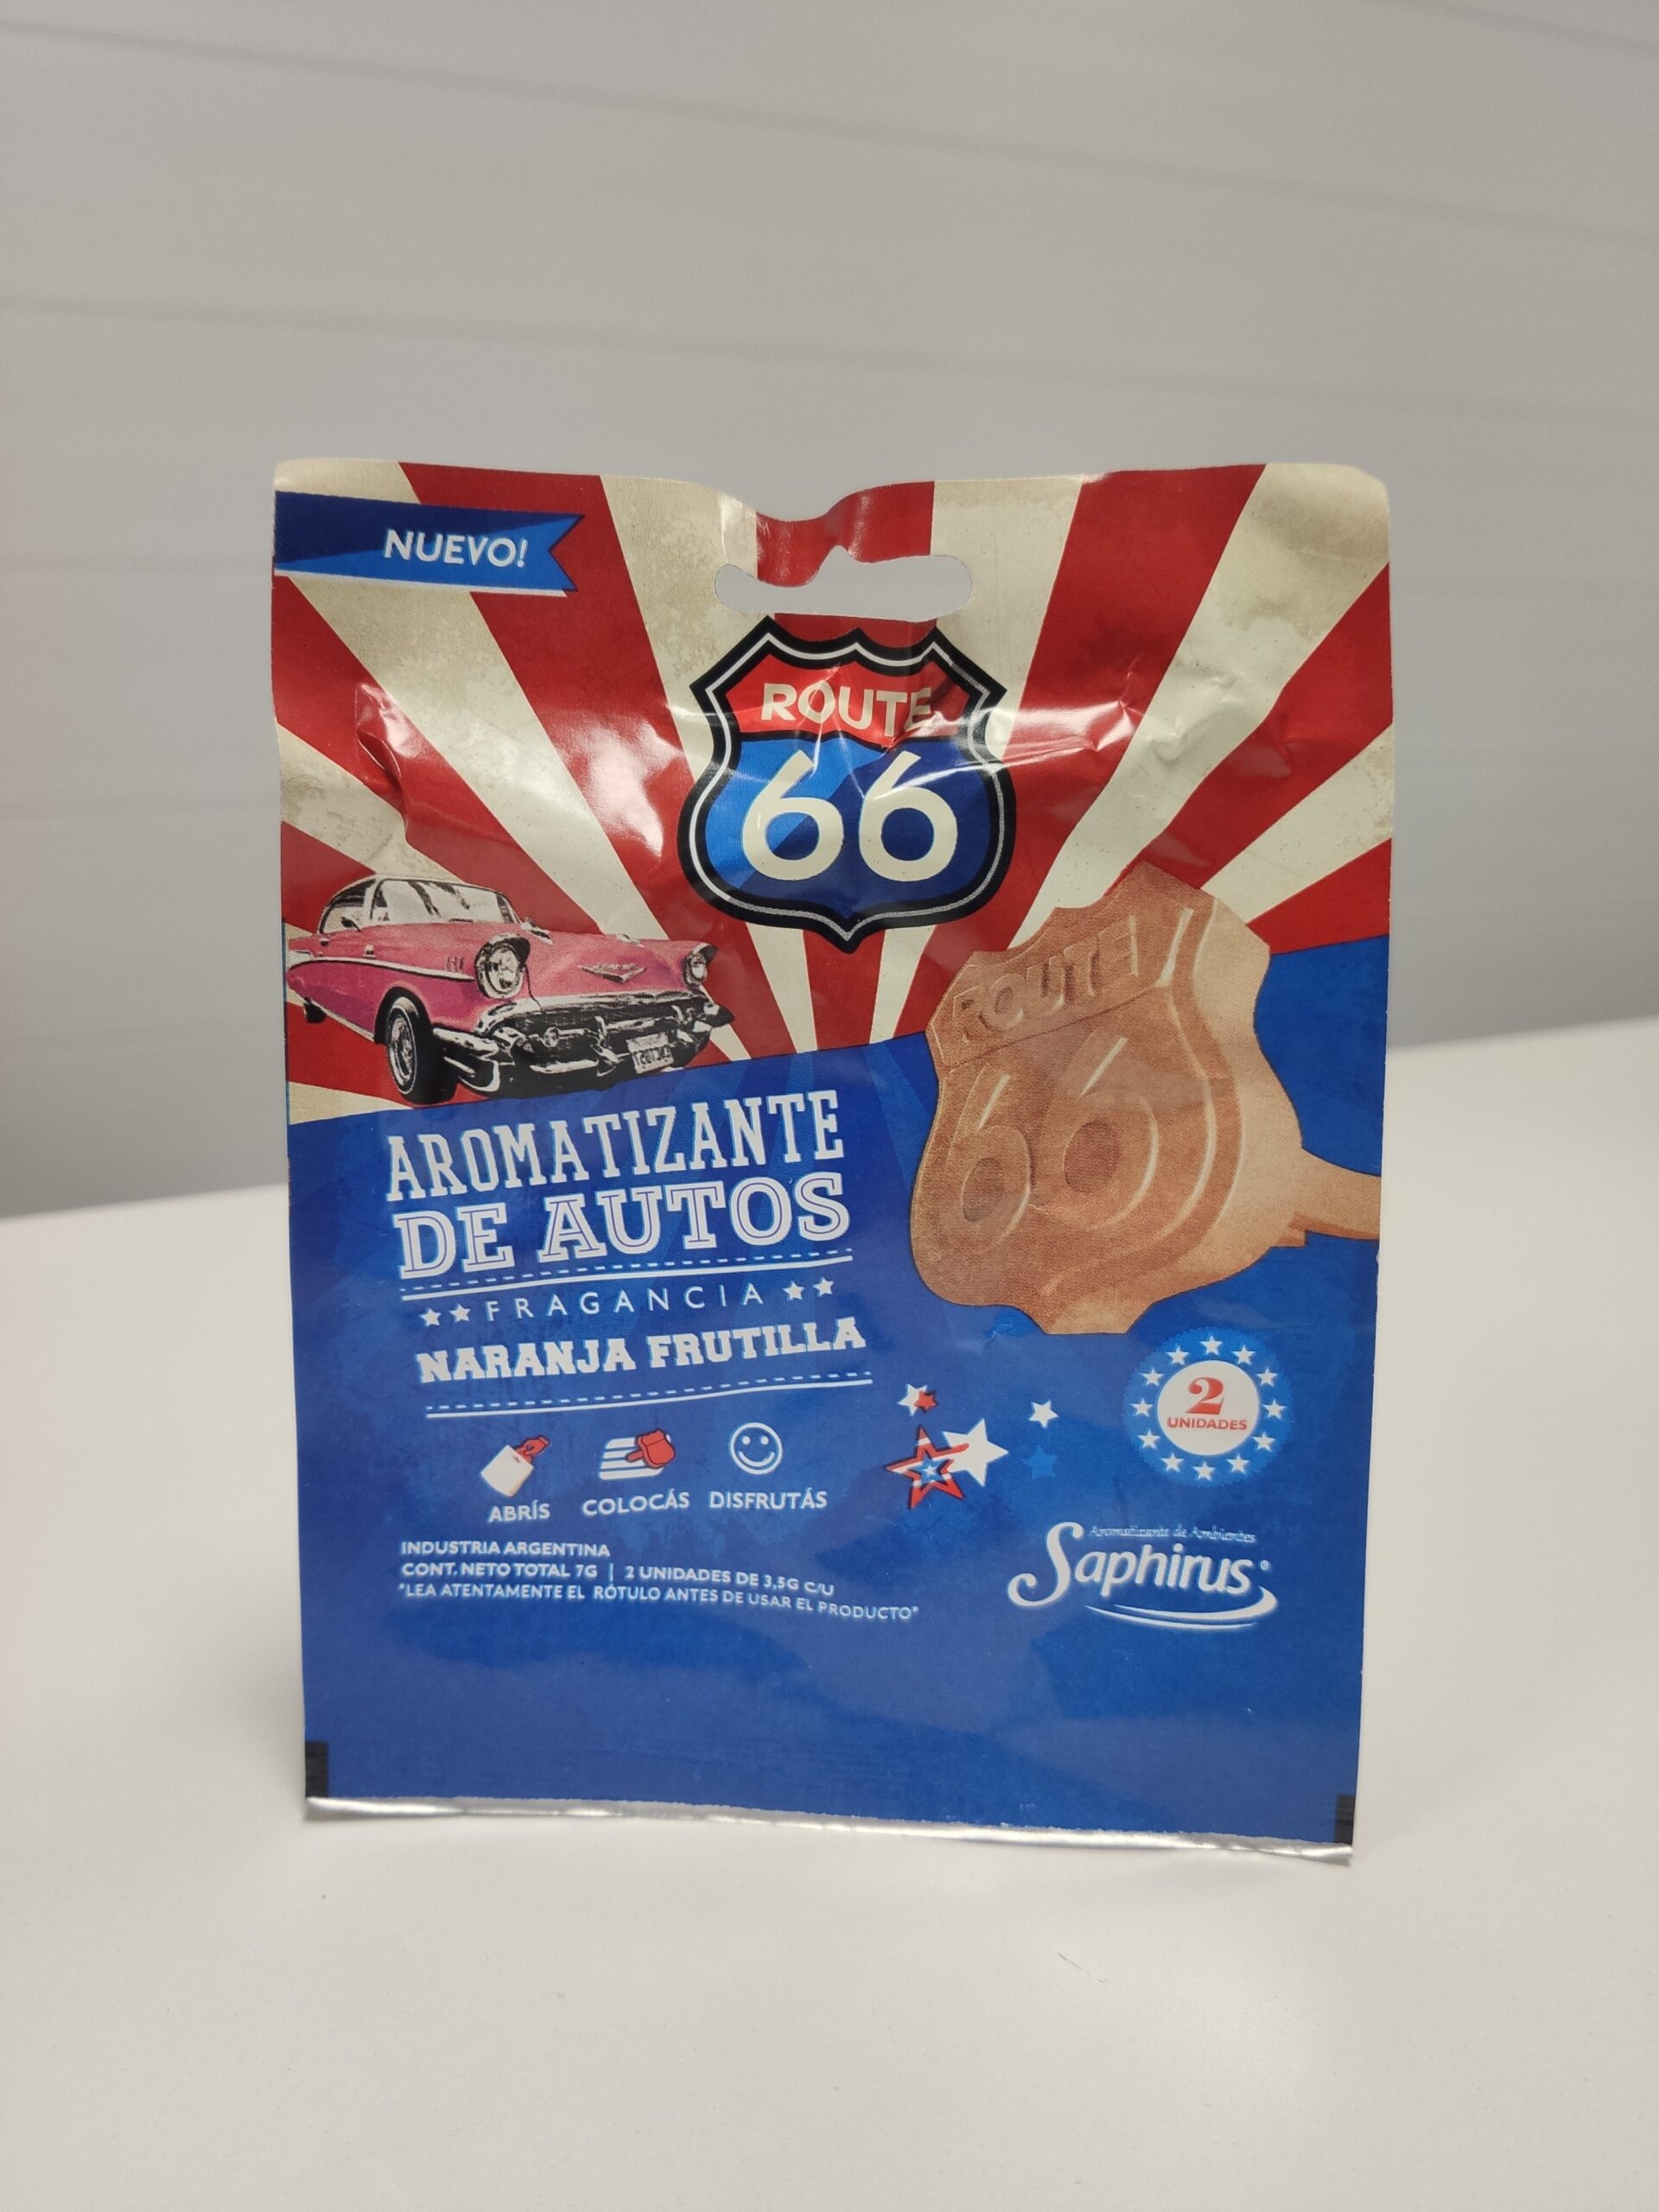 NUEVO!
ROUTE
66
ROUTE
66
AROMATIZANTE
DE AUTOS
FRAGANCIA
NARANJA FRUTILLA
2
UNIDADES
ABRÍS COLOCÁS DISFRUTÁS
INDUSTRIA ARGENTINA
CONT. NETO TOTAL 7G | 2 UNIDADES DE 3,5G C/U
"LEA ATENTAMENTE EL RÓTULO ANTES DE USAR EL PRODUCTO"
Aromatizante de Ambientes
Saphirus®